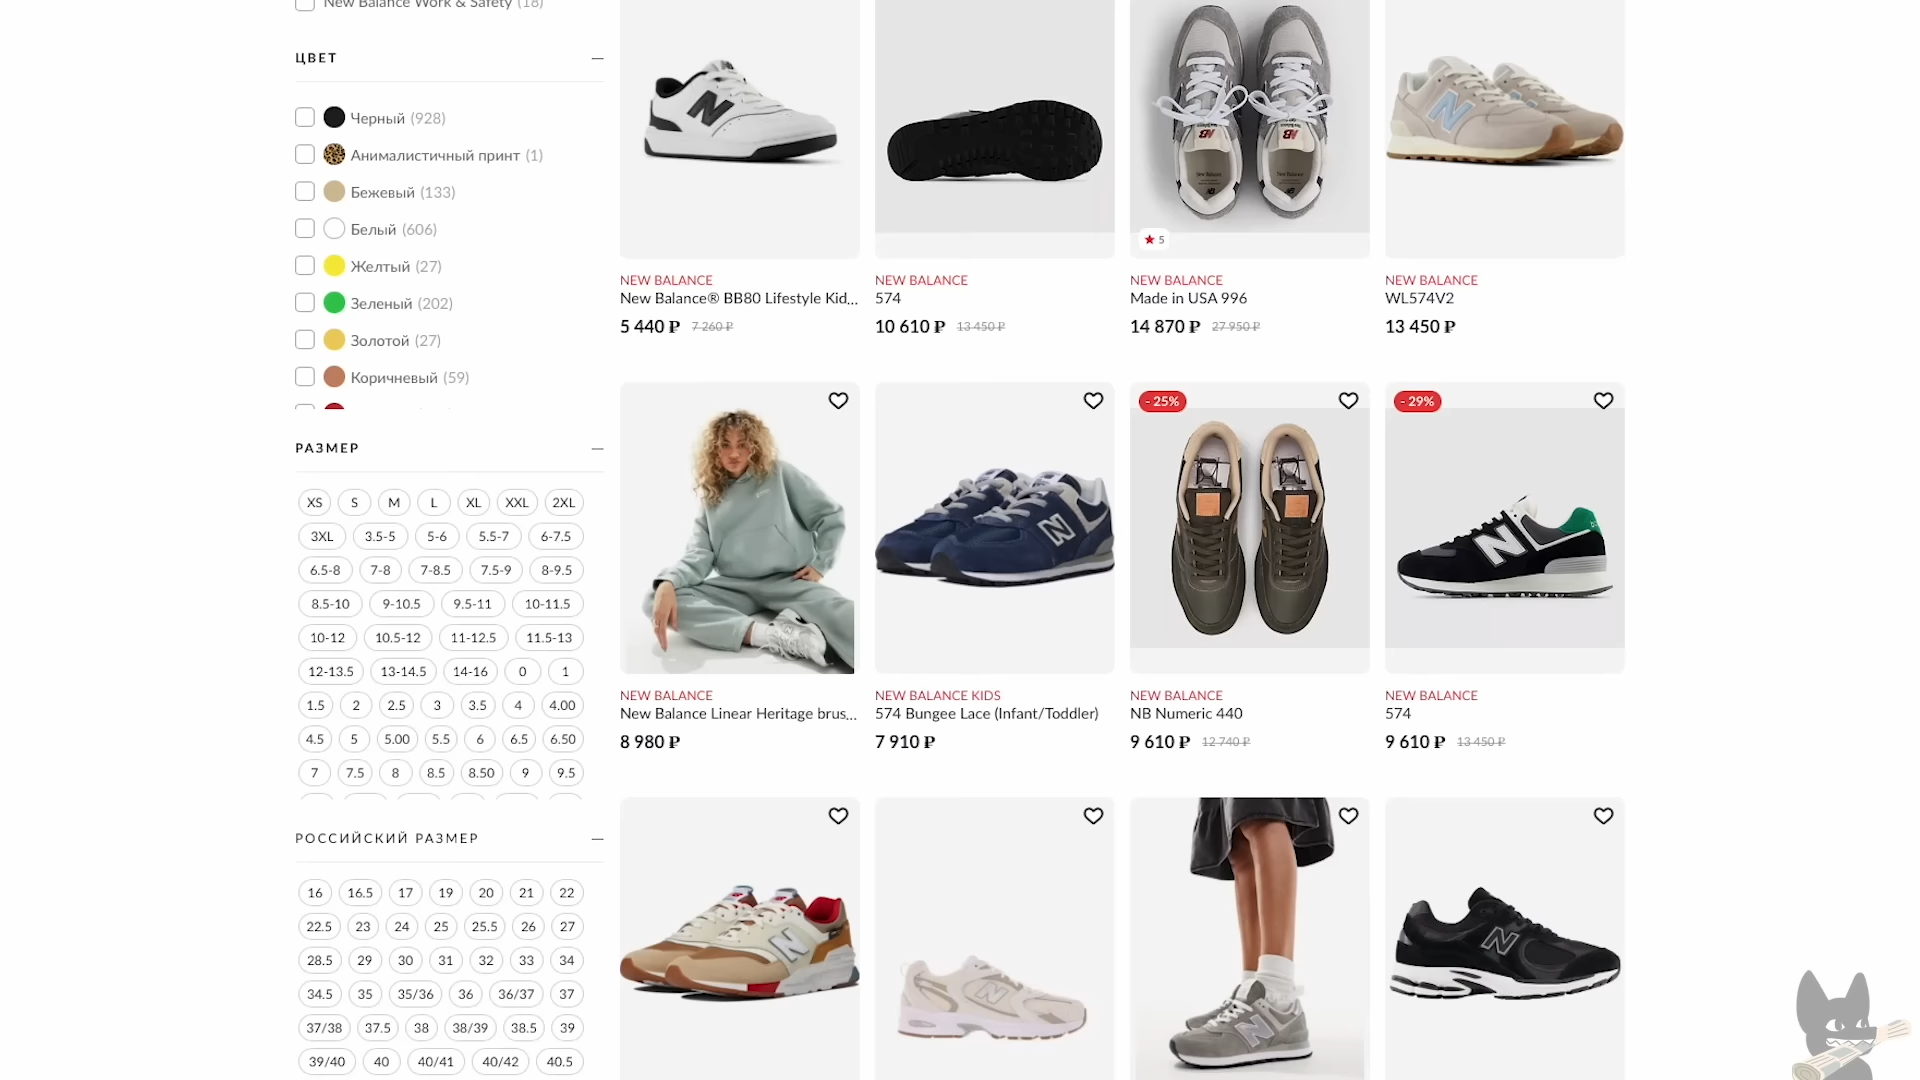 New Balance Work & Safety (18)
ЦВЕТ
Черный (928)
Анималистичный принт (1)
Бежевый (133)
Белый (606)
Желтый (27)
Зеленый (202)
Золотой (27)
Коричневый (59)
РАЗМЕР
XS S M L XL XXL 2XL
3XL 3.5-5 5-6 5.5-7 6-7.5
6.5-8 7-8 7-8.5 7.5-9 8-9.5
8.5-10 9-10.5 9.5-11 10-11.5
10-12 10.5-12 11-12.5 11.5-13
12-13.5 13-14.5 14-16 0 1
1.5 2 2.5 3 3.5 4 4.00
4.5 5 5.00 5.5 6 6.5 6.50
7 7.5 8 8.5 8.50 9 9.5
РОССИЙСКИЙ РАЗМЕР
16 16.5 17 19 20 21 22
22.5 23 24 25 25.5 26 27
28.5 29 30 31 32 33 34
34.5 35 35/36 36 36/37 37
37/38 37.5 38 38/39 38.5 39
39/40 40 40/41 40/42 40.5
5
NEW BALANCE
New Balance® BB80 Lifestyle Kid...
5 440 ₽ 7 260 ₽
NEW BALANCE
574
10 610 ₽ 13 450 ₽
NEW BALANCE
Made in USA 996
14 870 ₽ 27 950 ₽
NEW BALANCE
WL574V2
13 450 ₽
- 25%
- 29%
NEW BALANCE
New Balance Linear Heritage brus...
8 980 ₽
NEW BALANCE KIDS
574 Bungee Lace (Infant/Toddler)
7 910 ₽
NEW BALANCE
NB Numeric 440
9 610 ₽ 12 740 ₽
NEW BALANCE
574
9 610 ₽ 13 450 ₽